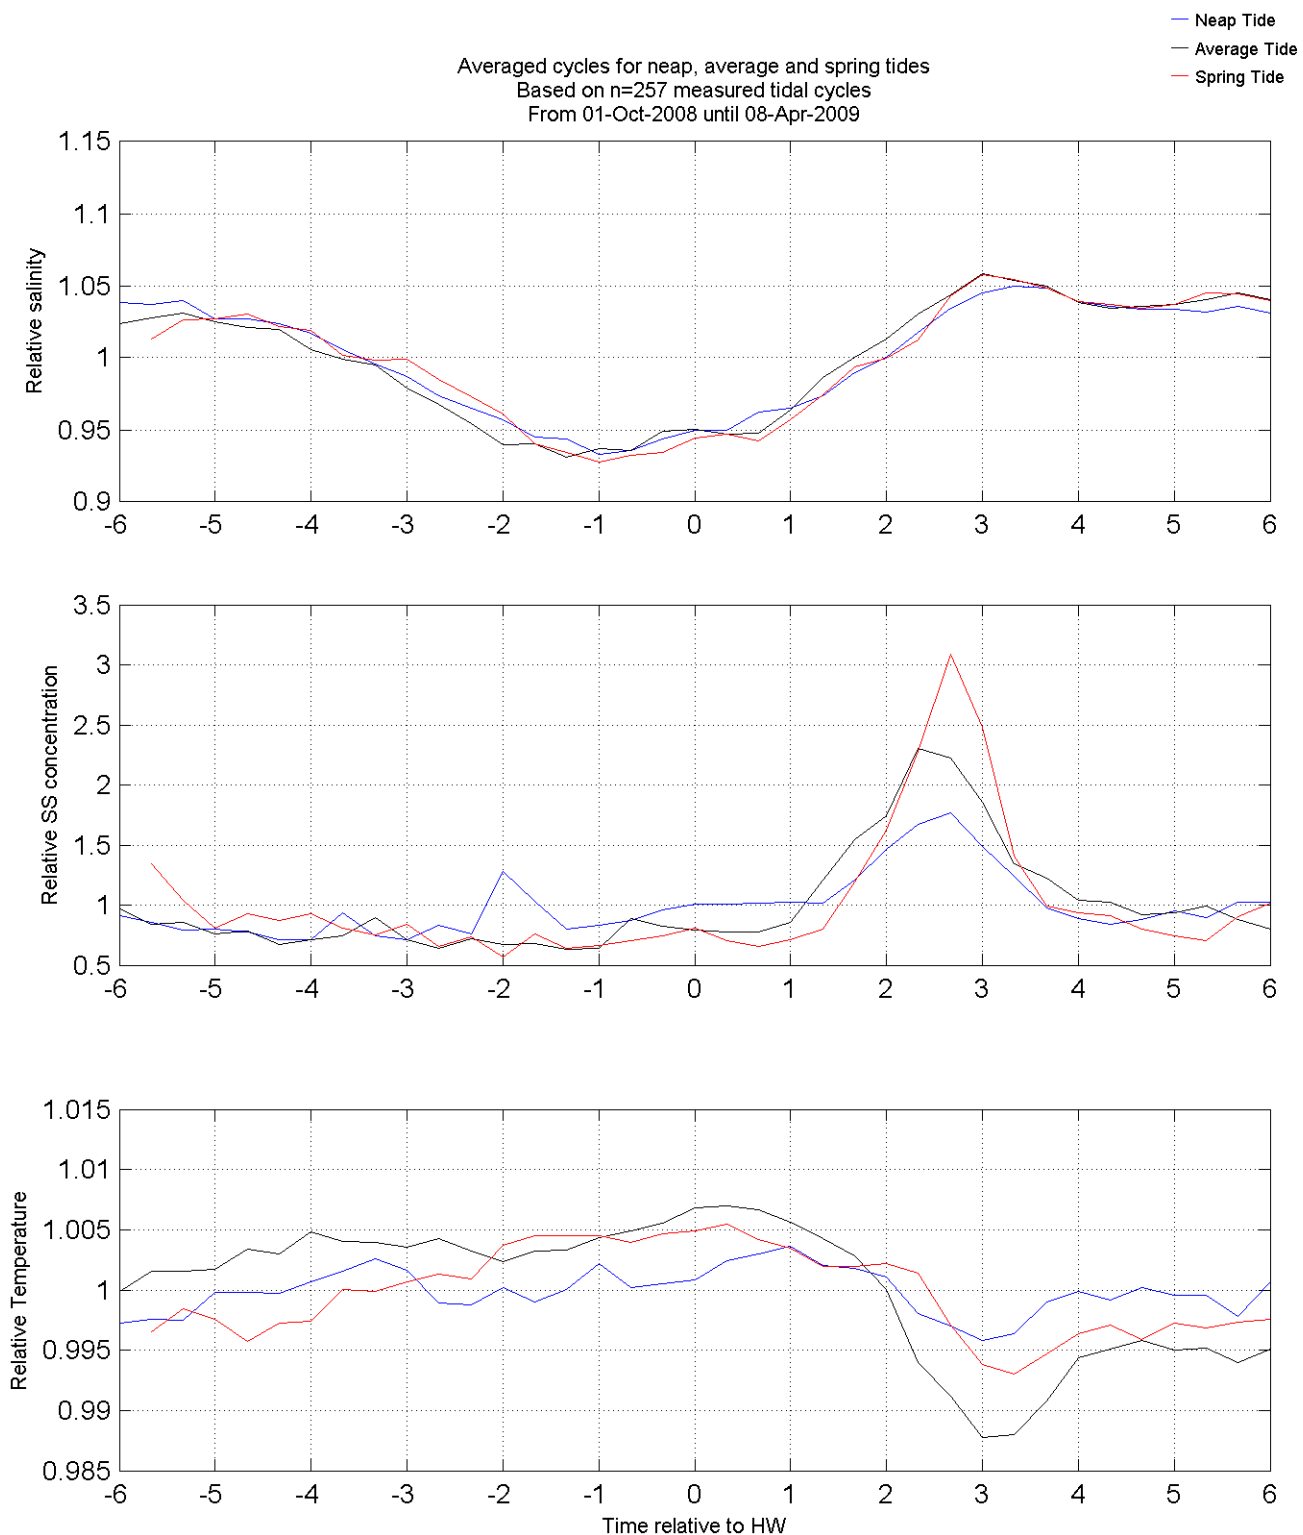 Neap Tide
Average Tide
Spring Tide
Averaged cycles for neap, average and spring tides
Based on n=257 measured tidal cycles
From 01-Oct-2008 until 08-Apr-2009
Relative salinity
1.15
1.1
1.05
1
0.95
0.9
-6 -5 -4 -3 -2 -1 0 1 2 3 4 5 6
Relative SS concentration
3.5
3
2.5
2
1.5
1
0.5
-6 -5 -4 -3 -2 -1 0 1 2 3 4 5 6
Relative Temperature
1.015
1.01
1.005
1
0.995
0.99
0.985
-6 -5 -4 -3 -2 -1 0 1 2 3 4 5 6
Time relative to HW